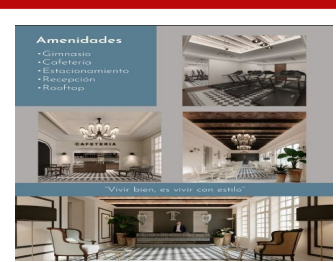 Amenidades
•Gimnasio
•Cafetería
•Estacionamiento
•Recepción
•Rooftop
CAFETERIA
"Vivir bien, es vivir con estilo"